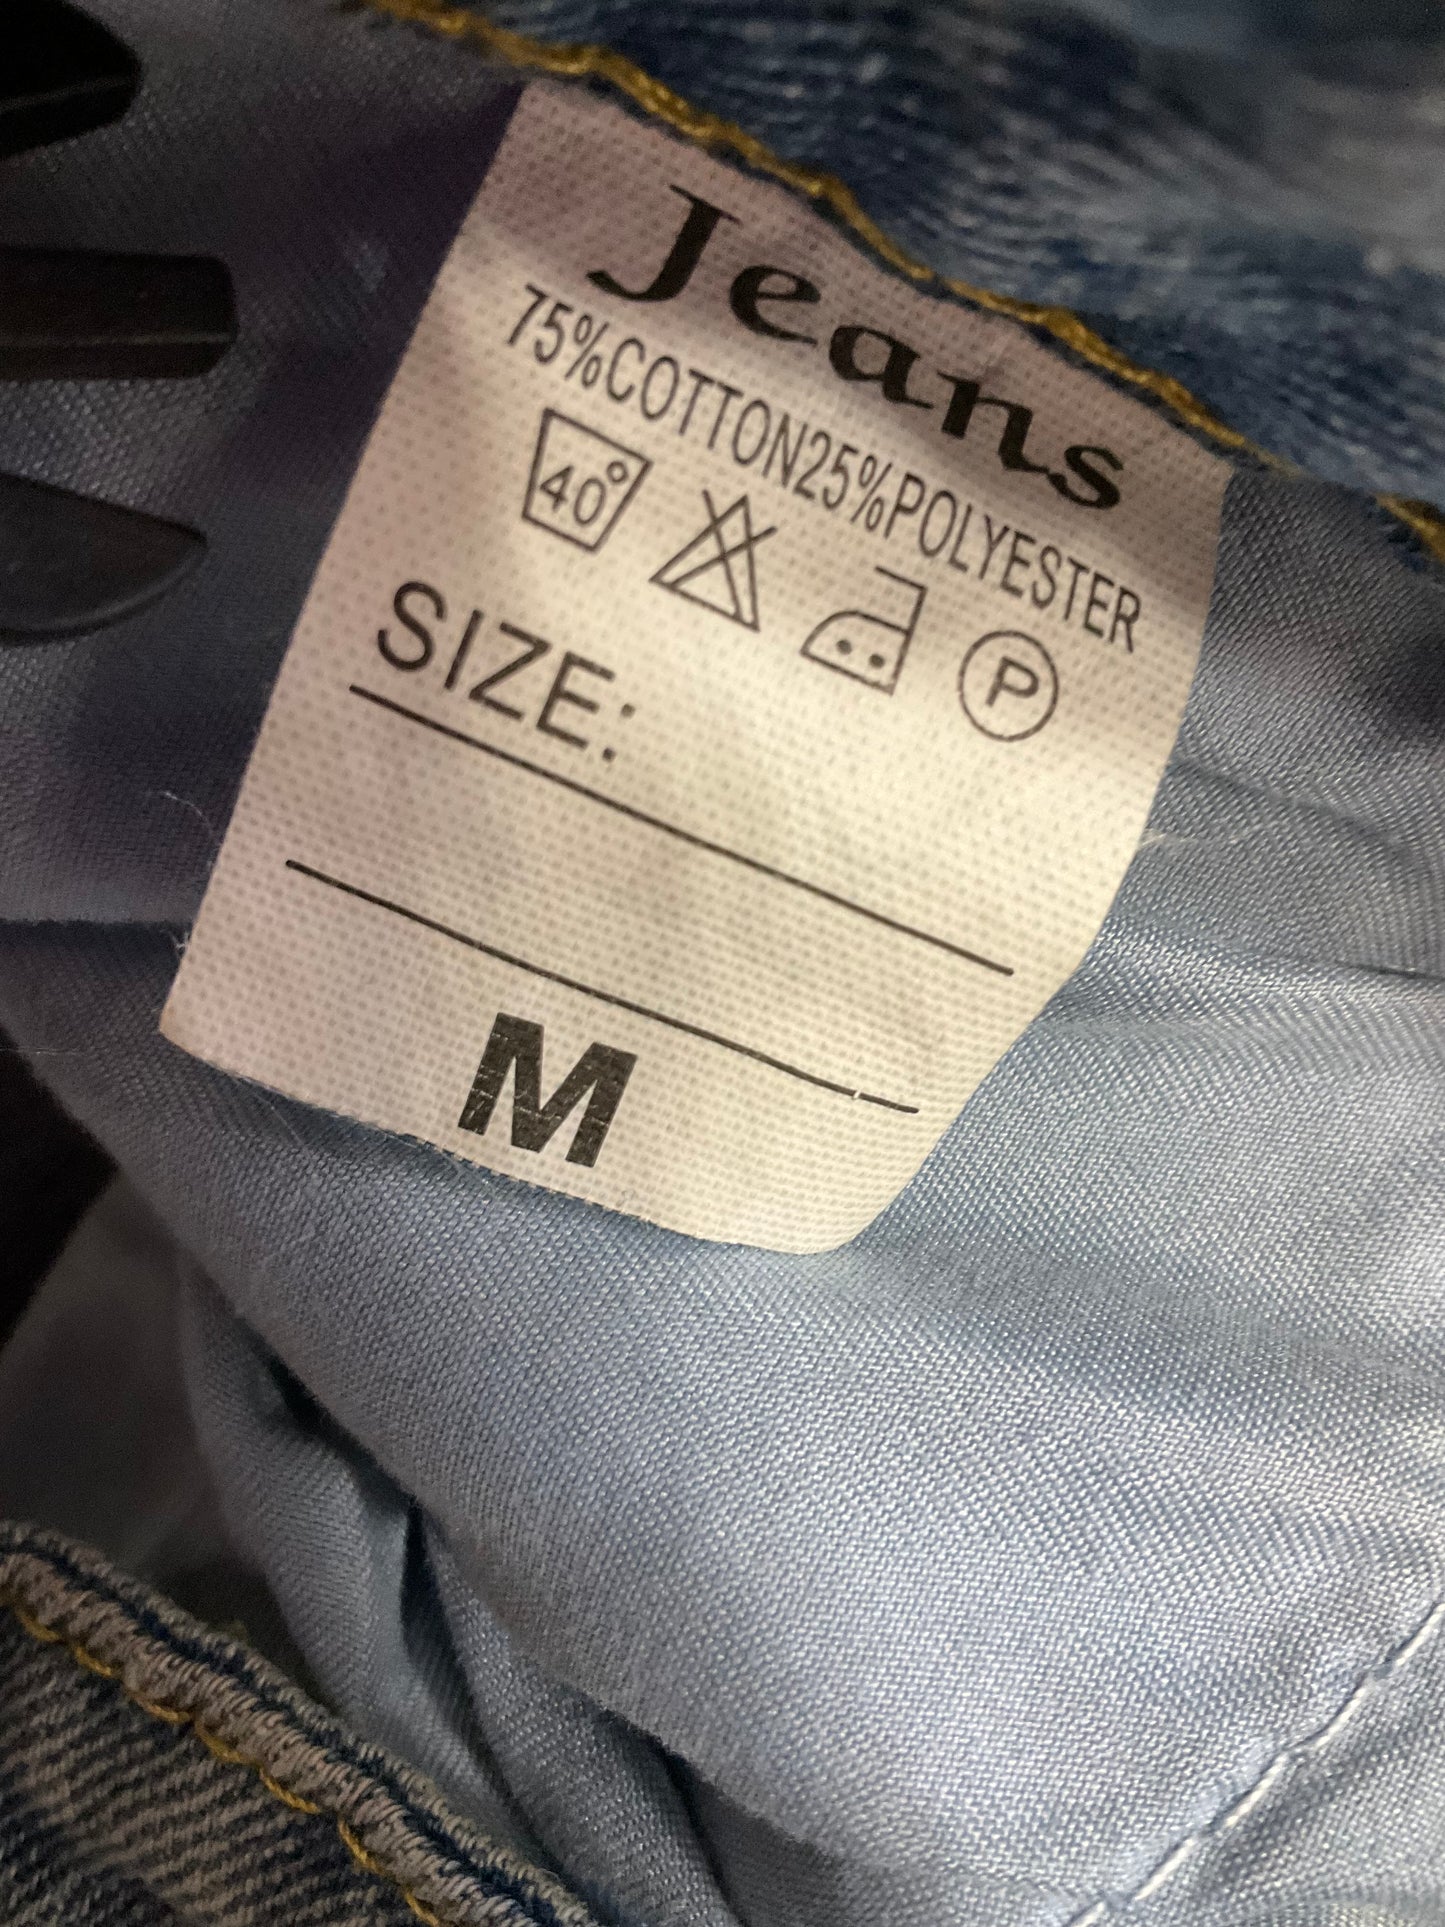 Jeans
75%COTTON25%POLYESTER
40° P
SIZE:
M